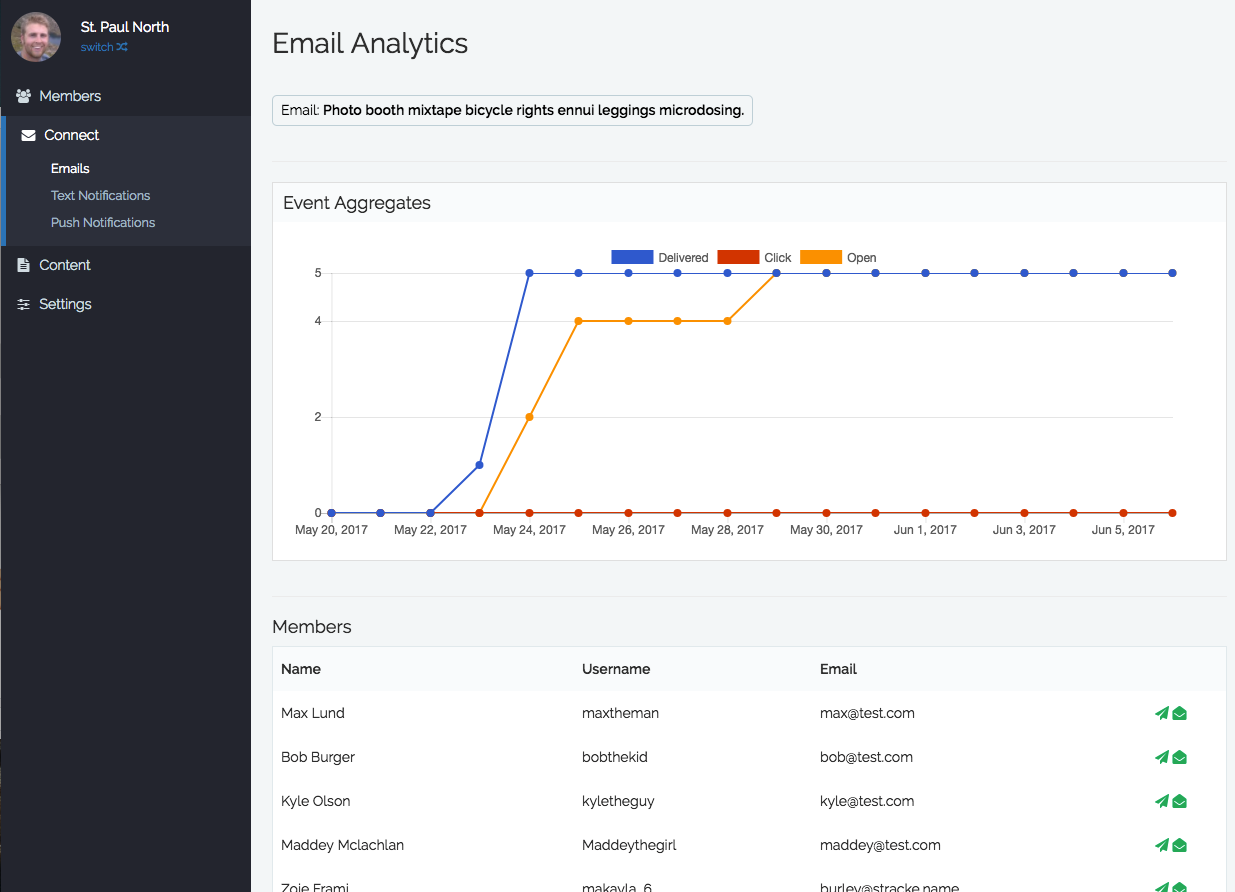 St. Paul North
switch
Members
Connect
Emails
Text Notifications
Push Notifications
Content
Settings
Email Analytics
Email: Photo booth mixtape bicycle rights ennui leggings microdosing.
Event Aggregates
Delivered Click Open
5
4
2
0
May 20, 2017 May 22, 2017 May 24, 2017 May 26, 2017 May 28, 2017 May 30, 2017 Jun 1, 2017 Jun 3, 2017 Jun 5, 2017
Members
Name Username Email
Max Lund maxtheman max@test.com
Bob Burger bobthekid bob@test.com
Kyle Olson kyletheguy kyle@test.com
Maddey Mclachlan Maddeythegirl maddey@test.com
Zoie Frami makayla_6 burley@stracke.name